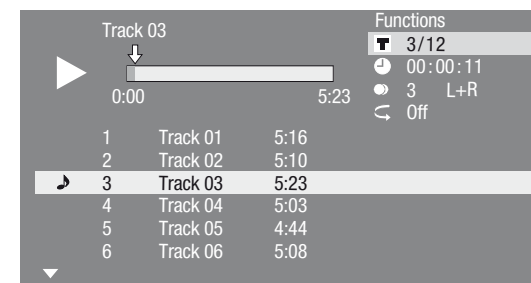 Track 03
0:00 5:23
Functions
T 3/12
00:00:11
3 L+R
Off
1 Track 01 5:16
2 Track 02 5:10
3 Track 03 5:23
4 Track 04 5:03
5 Track 05 4:44
6 Track 06 5:08